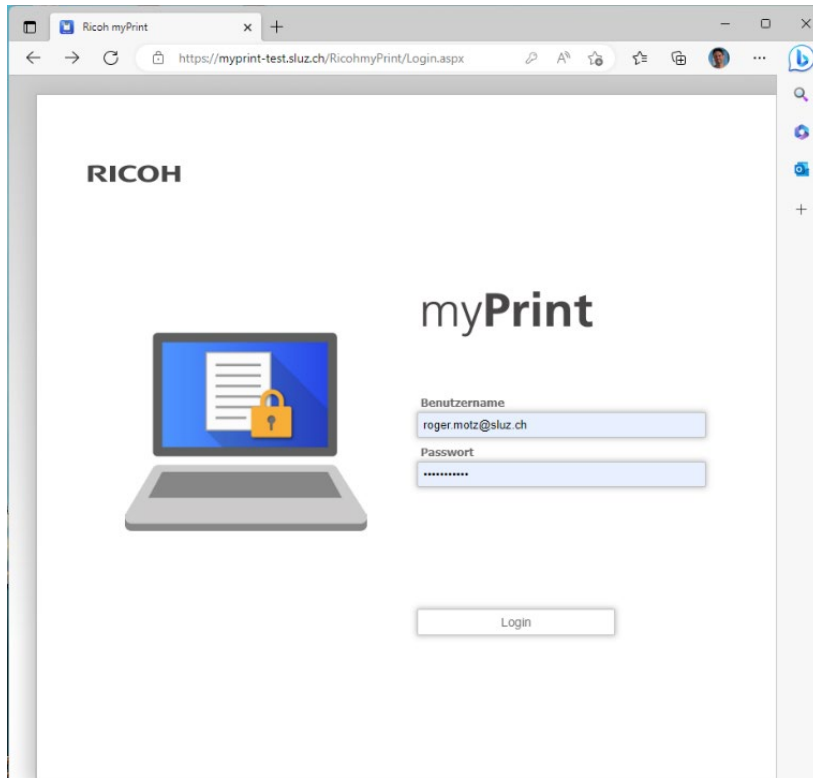 Ricoh myPrint
https://myprint-test.sluz.ch/RicohmyPrint/Login.aspx
RICOH
myPrint
Benutzername
roger.motz@sluz.ch
Passwort
•••••••••••
Login